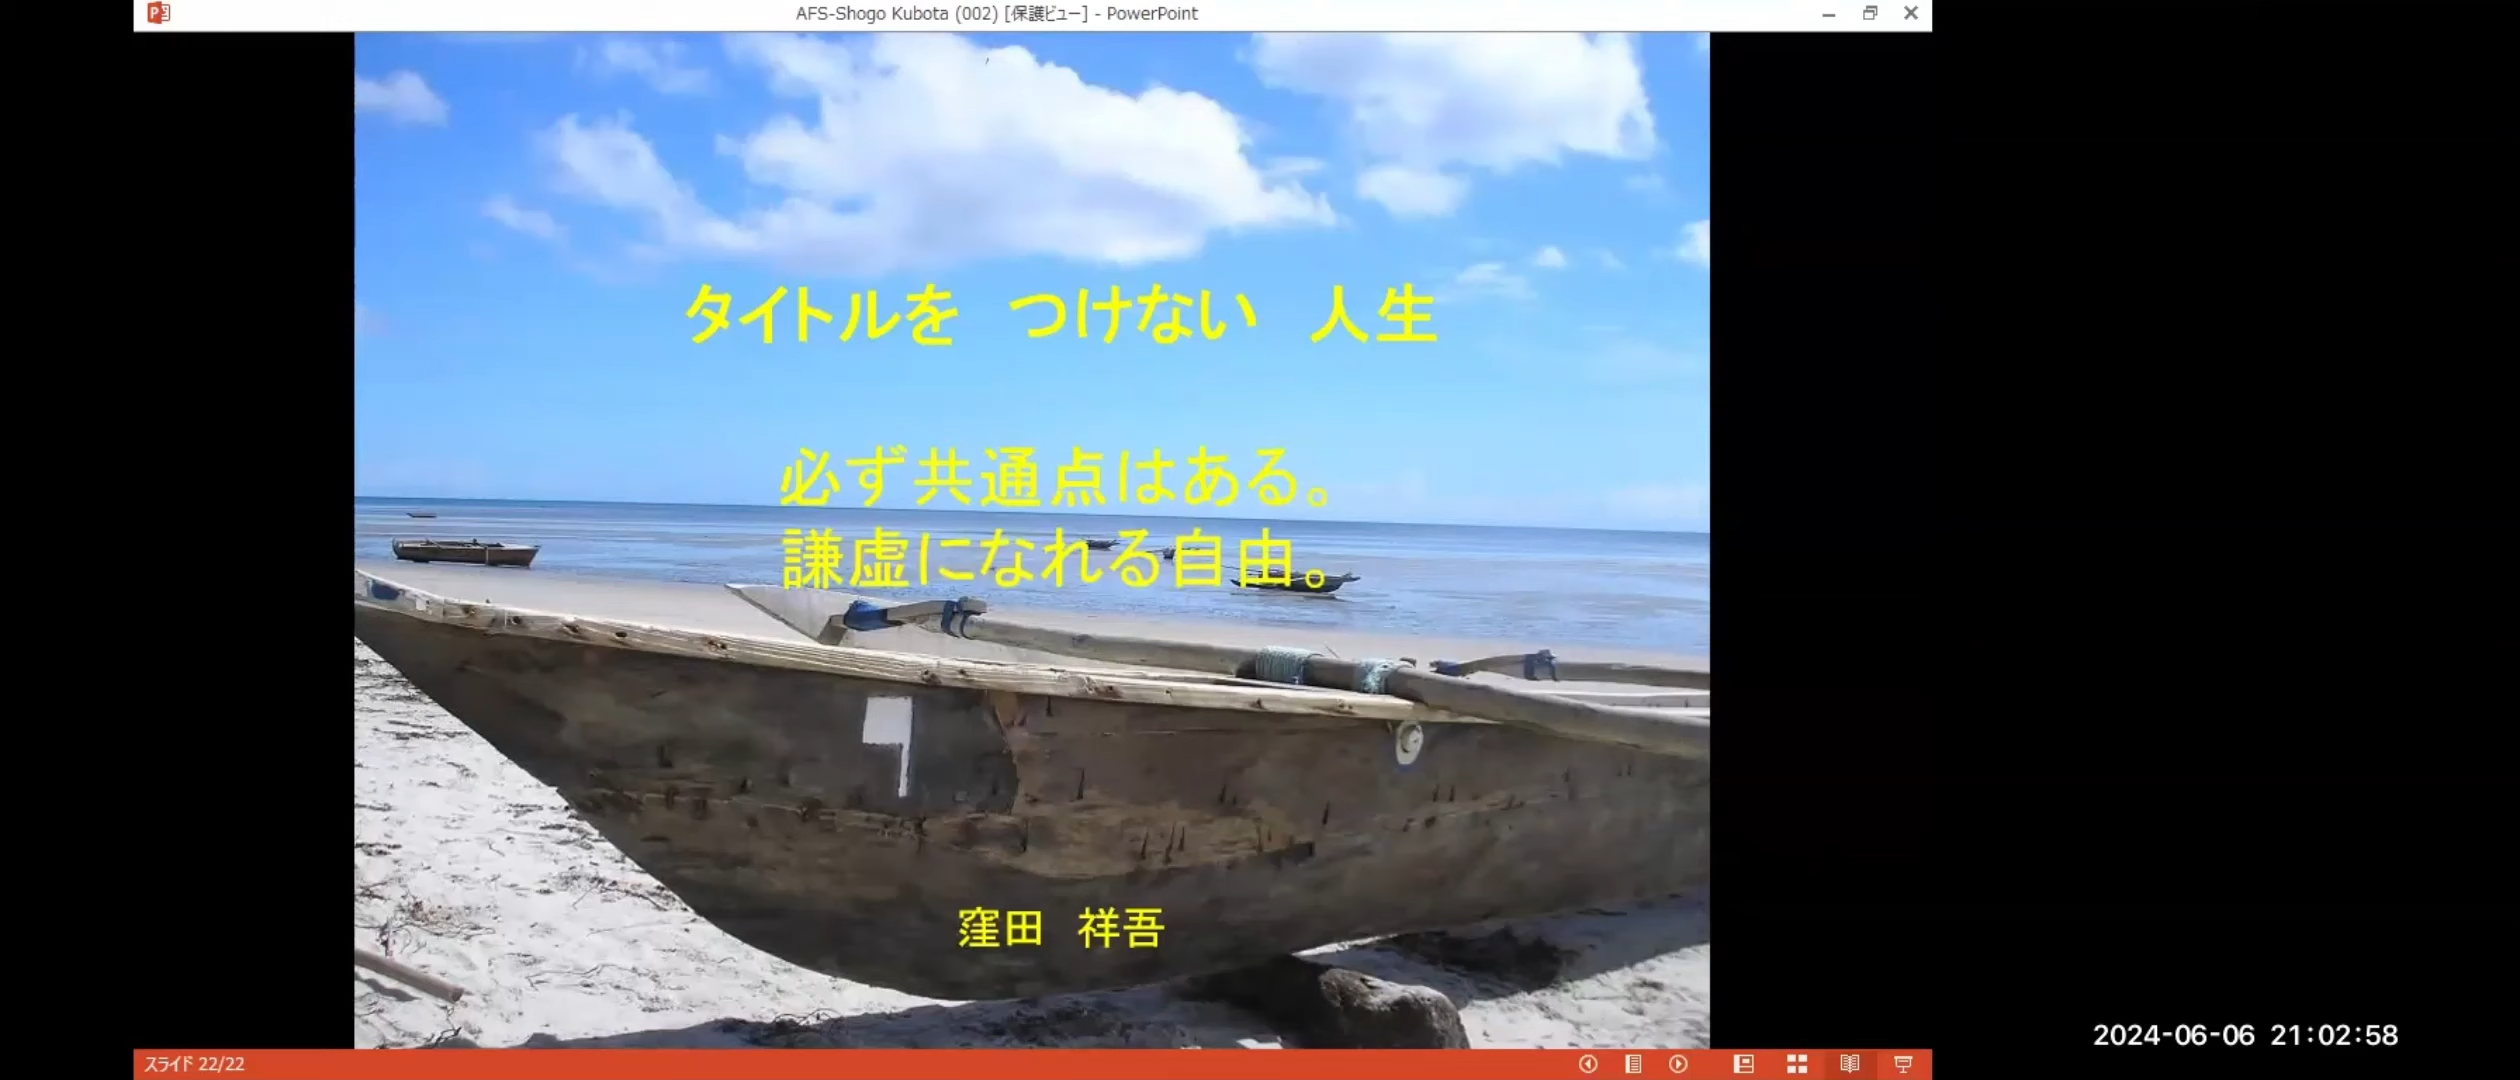 AFS-Shogo Kubota (002) [保護ビュー] - PowerPoint
タイトルを　つけない　人生
必ず共通点はある。
謙虚になれる自由。
窪田　祥吾
スライド 22/22
2024-06-06 21:02:58